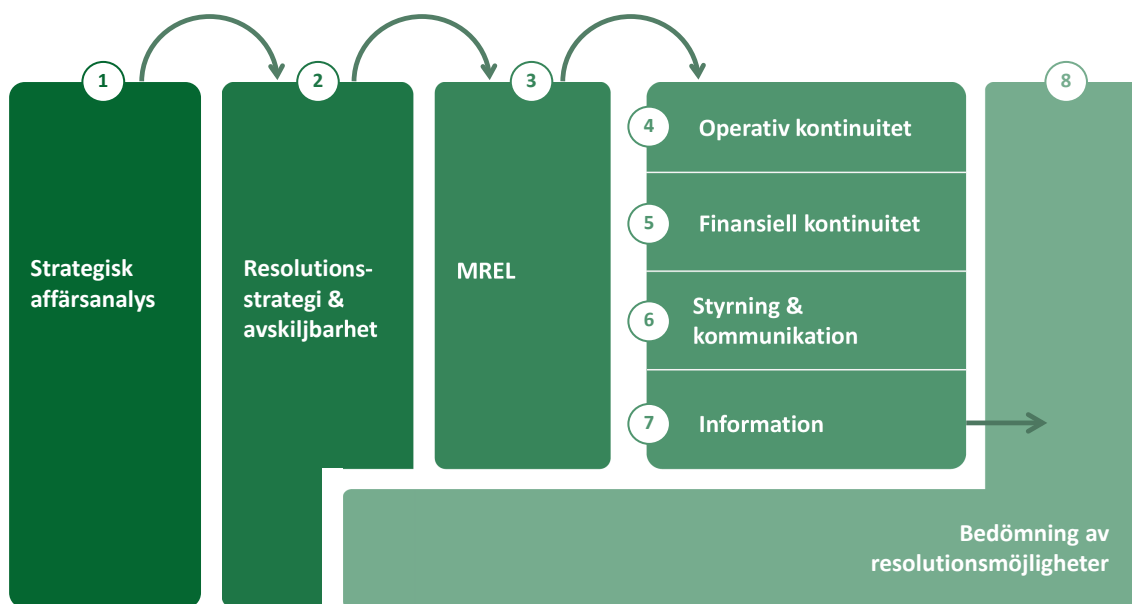 1
Strategisk
affärsanalys
2
Resolutions-
strategi &
avskiljbarhet
3
MREL
4
Operativ kontinuitet
5
Finansiell kontinuitet
6
Styrning &
kommunikation
7
Information
8
Bedömning av
resolutionsmöjligheter